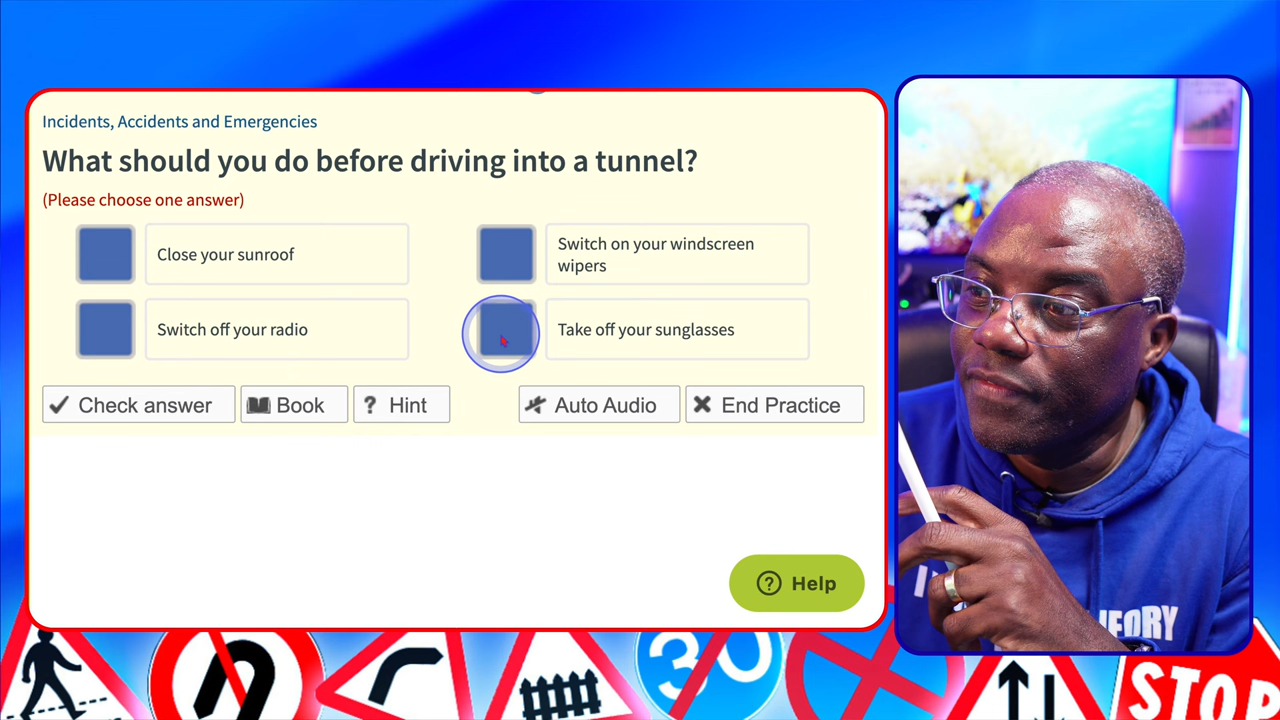 Incidents, Accidents and Emergencies
What should you do before driving into a tunnel?
(Please choose one answer)
Close your sunroof
Switch on your windscreen
wipers
Switch off your radio
Take off your sunglasses
Check answer
Book
? Hint
Auto Audio
End Practice
? Help
30
STOP